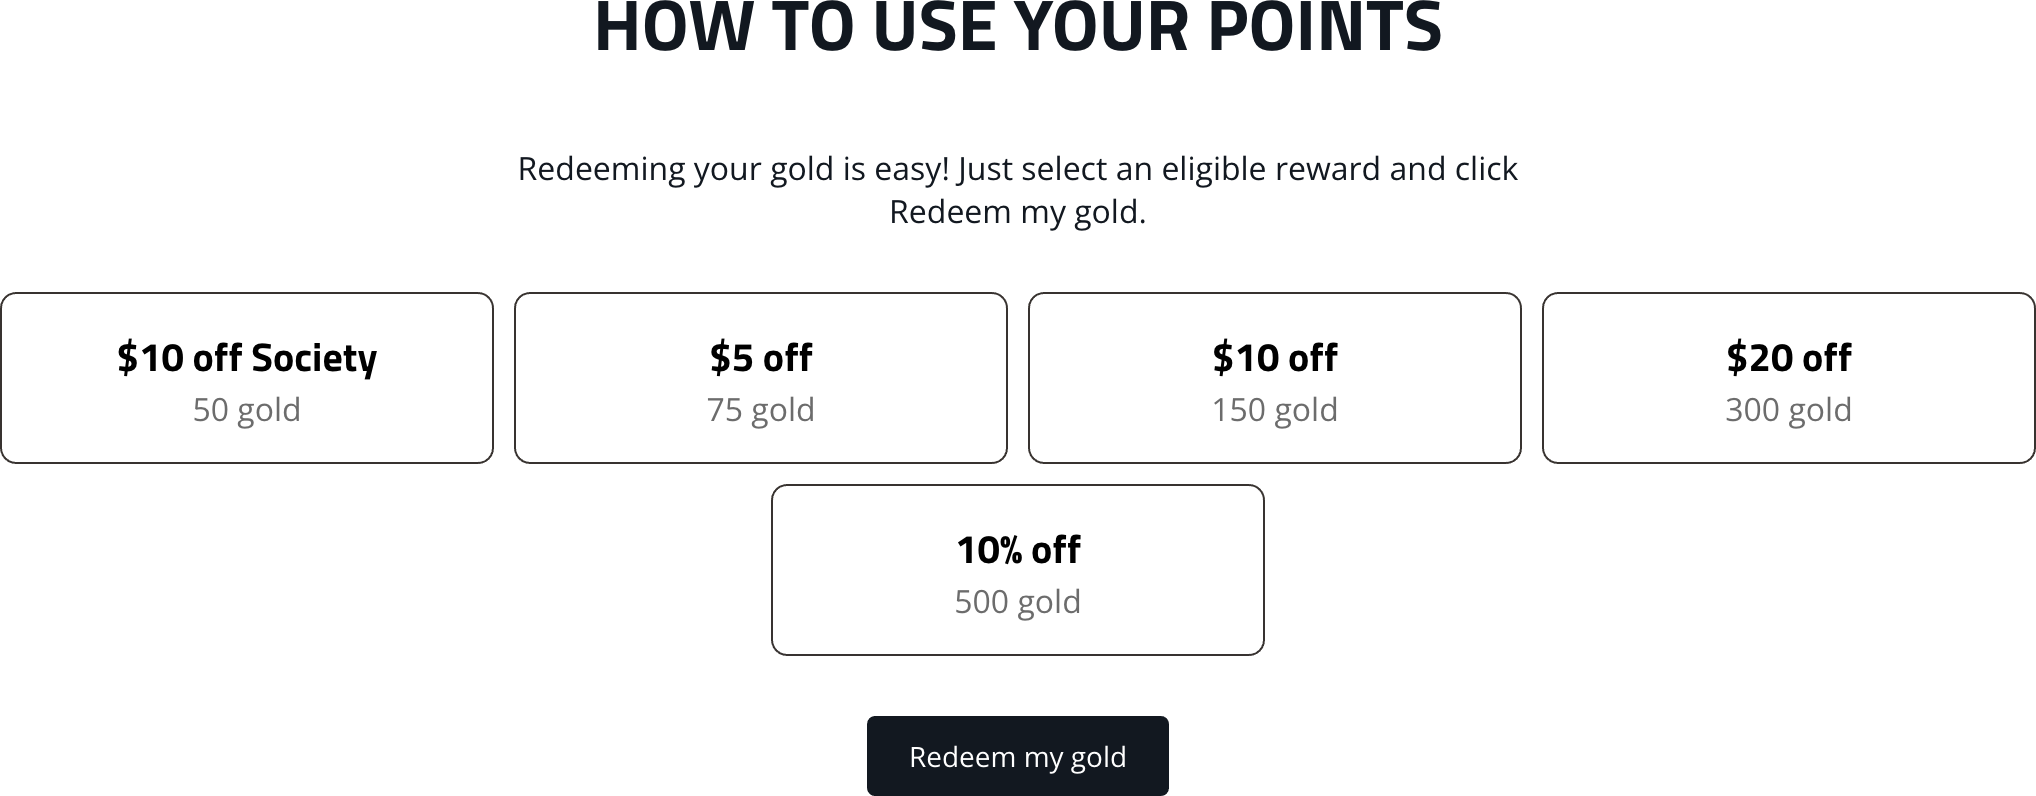 HOW TO USE YOUR POINTS
Redeeming your gold is easy! Just select an eligible reward and click
Redeem my gold.
$10 off Society
50 gold
$5 off
75 gold
$10 off
150 gold
$20 off
300 gold
10% off
500 gold
Redeem my gold